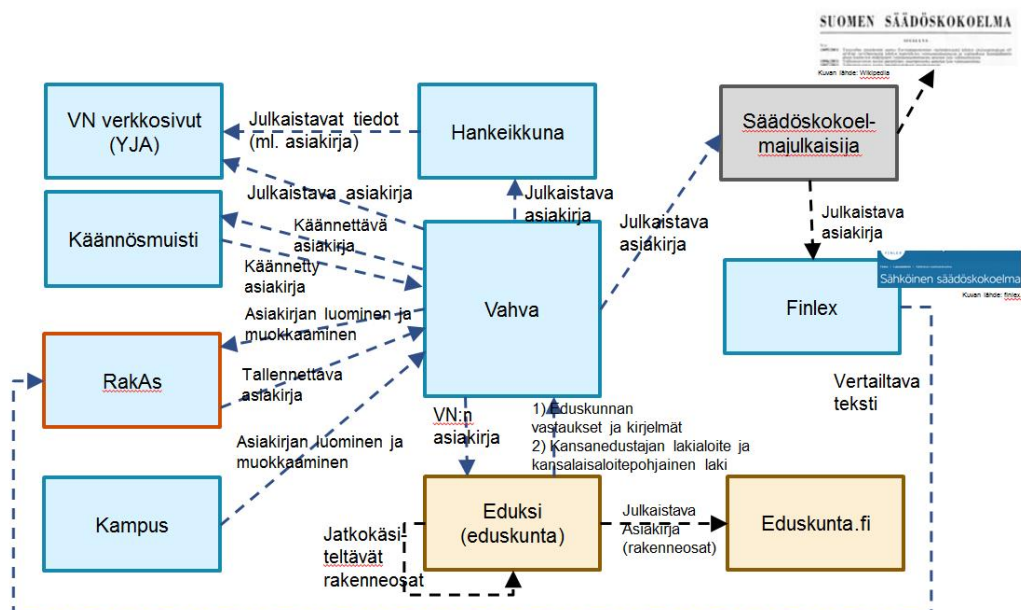 SUOMEN SÄÄDÖSKOKOELMA
Kuvan lähde: Wikipedia
VN verkkosivut
(YJA)
Julkaistavat tiedot
(ml. asiakirja)
Hankeikkuna
Säädöskokoel-
majulkaisija
Julkaistava asiakirja
Julkaistava
asiakirja
Käännösmuisti
Käännettävä
asiakirja
Käännetty
asiakirja
Julkaistava
asiakirja
Julkaistava
asiakirja
Vahva
Sähköinen säädöskokoelma
Kuvan lähde: finlex
Finlex
Asiakirjan luominen ja
muokkaaminen
RakAs
Tallennettava
asiakirja
Vertailtava
teksti
VN:n
asiakirja
1) Eduskunnan
vastaukset ja kirjelmät
2) Kansanedustajan lakialoite ja
kansalaisaloitepohjainen laki
Asiakirjan luominen ja
muokkaaminen
Kampus
Eduksi
(eduskunta)
Julkaistava
Asiakirja
(rakenneosat)
Eduskunta.fi
Jatkokäsi-
teltävät
rakenneosat